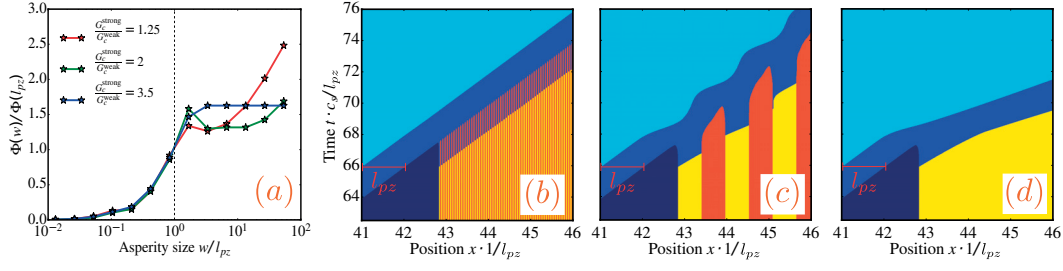 Φ(w)/Φ(l_pz)
3.0
2.5
2.0
1.5
1.0
0.5
0.0
G_c^strong/G_c^weak = 1.25
G_c^strong/G_c^weak = 2
G_c^strong/G_c^weak = 3.5
(a)
10^−2 10^−1 10^0 10^1 10^2
Asperity size w/l_pz
Time t · c_s/l_pz
76
74
72
70
68
66
64
l_pz
(b)
41 42 43 44 45 46
Position x · 1/l_pz
l_pz
(c)
41 42 43 44 45 46
Position x · 1/l_pz
l_pz
(d)
41 42 43 44 45 46
Position x · 1/l_pz